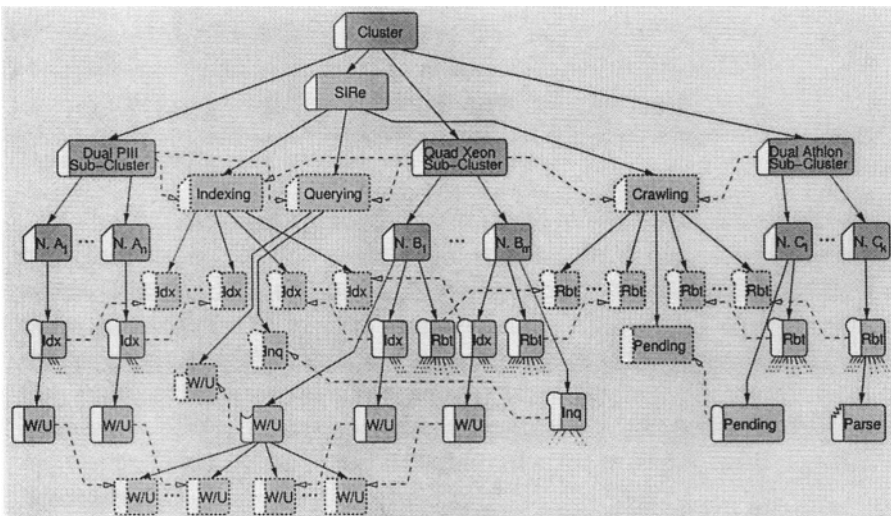 Cluster
SIRe
Dual PIII
Sub-Cluster
Quad Xeon
Sub-Cluster
Dual Athlon
Sub-Cluster
Indexing
Querying
Crawling
N. A1 ... N. An
N. B1 ... N. Bm
N. C1 ... N. Ck
Idx ... Idx
Idx ... Idx
Rbt ... Rbt
Rbt ... Rbt
Idx
Idx
Inq
Idx
Rbt
Idx
Rbt
Pending
Rbt
Rbt
W/U
W/U
W/U
W/U
W/U
W/U
Inq
Pending
Parse
W/U ... W/U
W/U ... W/U